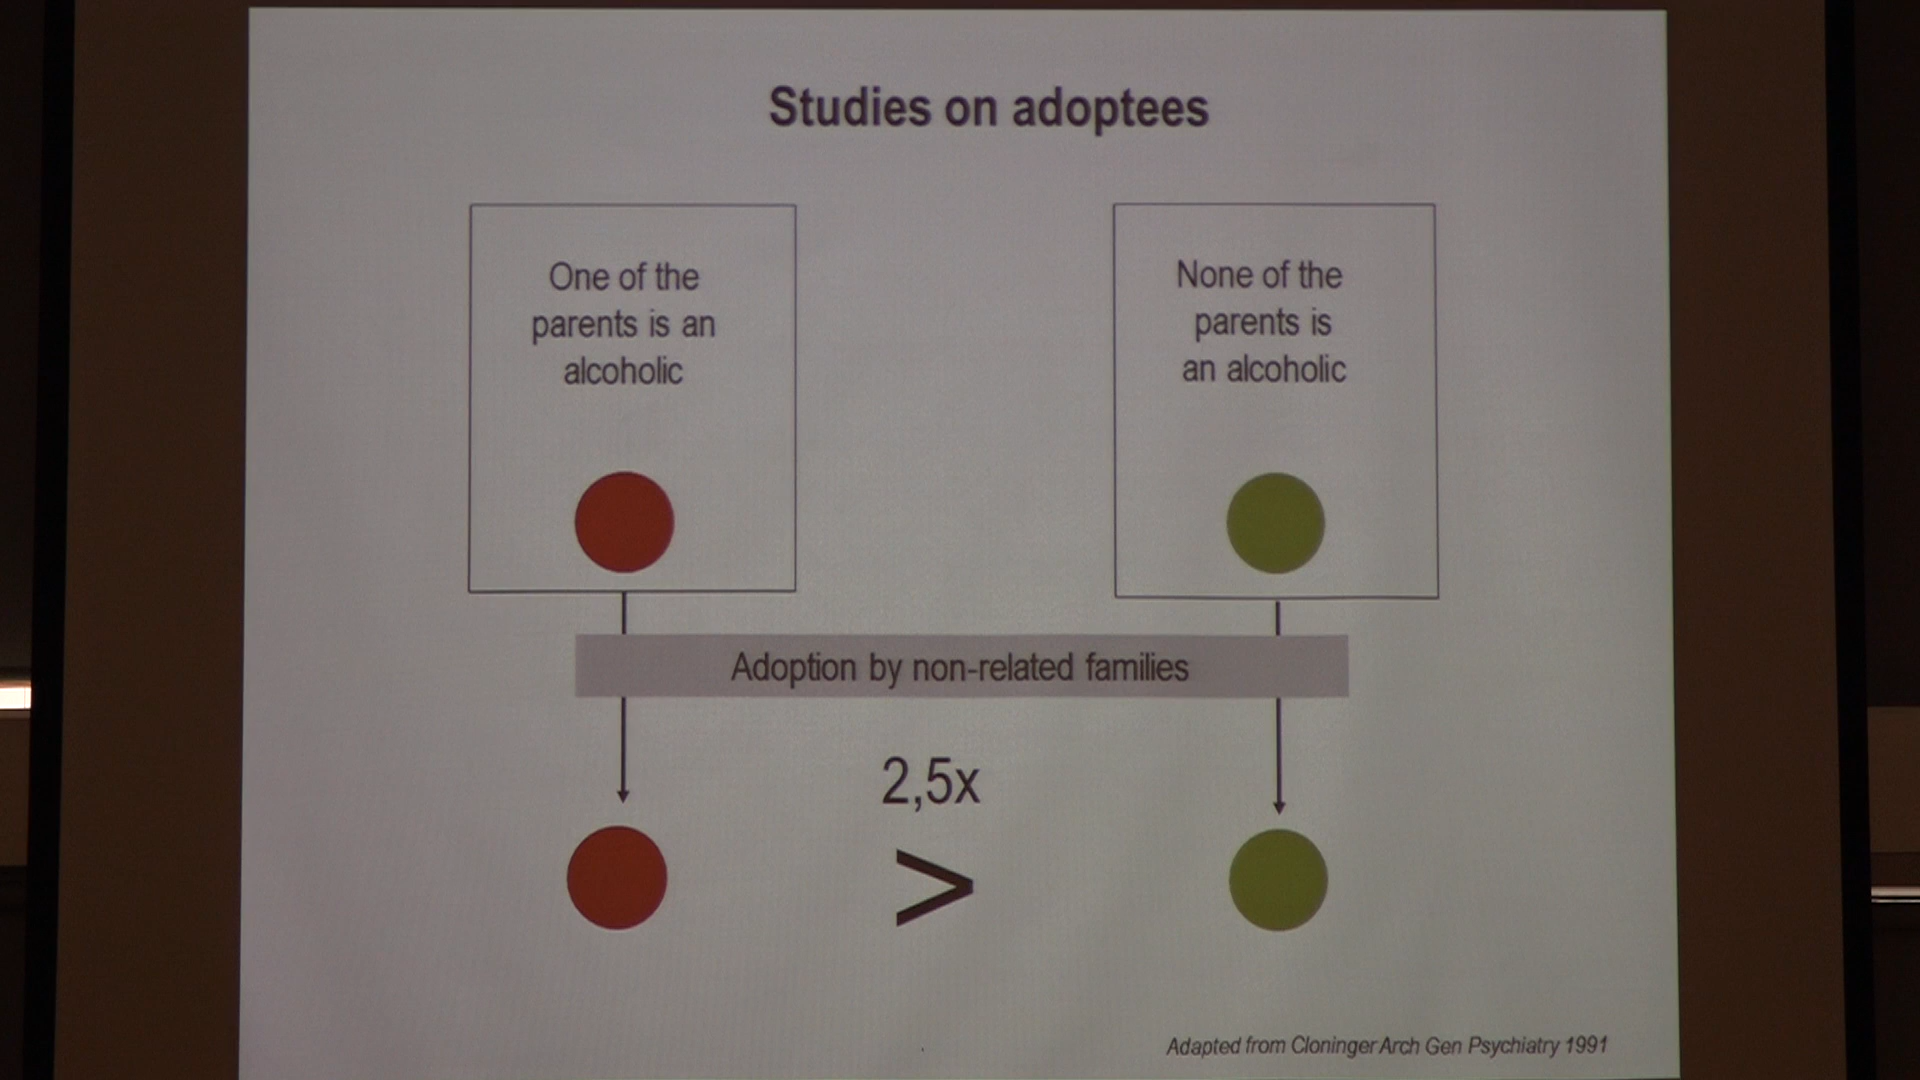 Studies on adoptees
One of the
parents is an
alcoholic
None of the
parents is
an alcoholic
Adoption by non-related families
2,5x
>
Adapted from Cloninger Arch Gen Psychiatry 1991